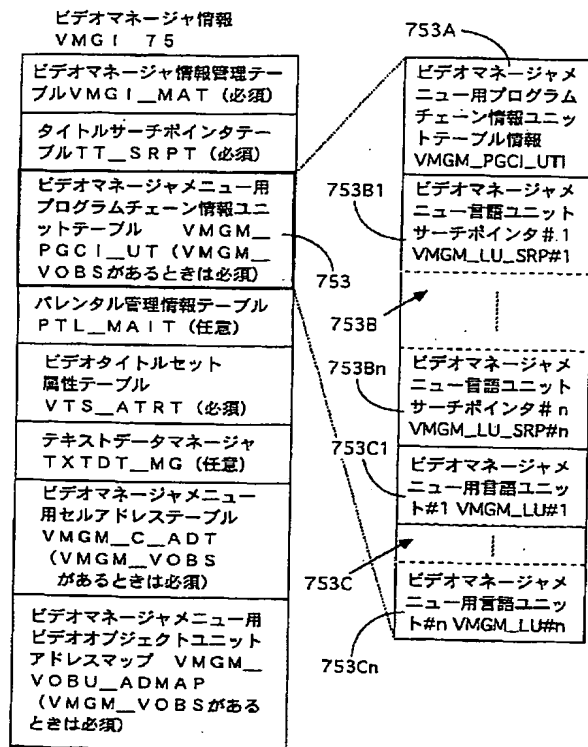 ビデオマネージャ情報
VMGI 75
ビデオマネージャ情報管理テー
ブルVMGI__MAT (必須)
タイトルサーチポインタテー
ブルTT__SRPT (必須)
ビデオマネージャメニュー用
プログラムチェーン情報ユニ
ットテーブル VMGM__
PGCI__UT (VMGM__
VOBSがあるときは必須)
パレンタル管理情報テーブル
PTL__MAIT (任意)
ビデオタイトルセット
属性テーブル
VTS__ATRT (必須)
テキストデータマネージャ
TXTDT__MG (任意)
ビデオマネージャメニュー
用セルアドレステーブル
VMGM__C__ADT
(VMGM__VOBS
があるときは必須)
ビデオマネージャメニュー用
ビデオオブジェクトユニット
アドレスマップ VMGM__
VOBU__ADMAP
(VMGM__VOBSがある
ときは必須)
753
753A
ビデオマネージャメ
ニュー用プログラム
チェーン情報ユニッ
トテーブル情報
VMGM_PGCI_UTI
753B1
ビデオマネージャメ
ニュー言語ユニット
サーチポインタ#.1
VMGM_LU_SRP#1
753B
753Bn
ビデオマネージャメ
ニュー言語ユニット
サーチポインタ# n
VMGM_LU_SRP#n
753C1
ビデオマネージャメ
ニュー用言語ユニッ
ト#1 VMGM_LU#1
753C
ビデオマネージャメ
ニュー用言語ユニッ
ト#n VMGM_LU#n
753Cn